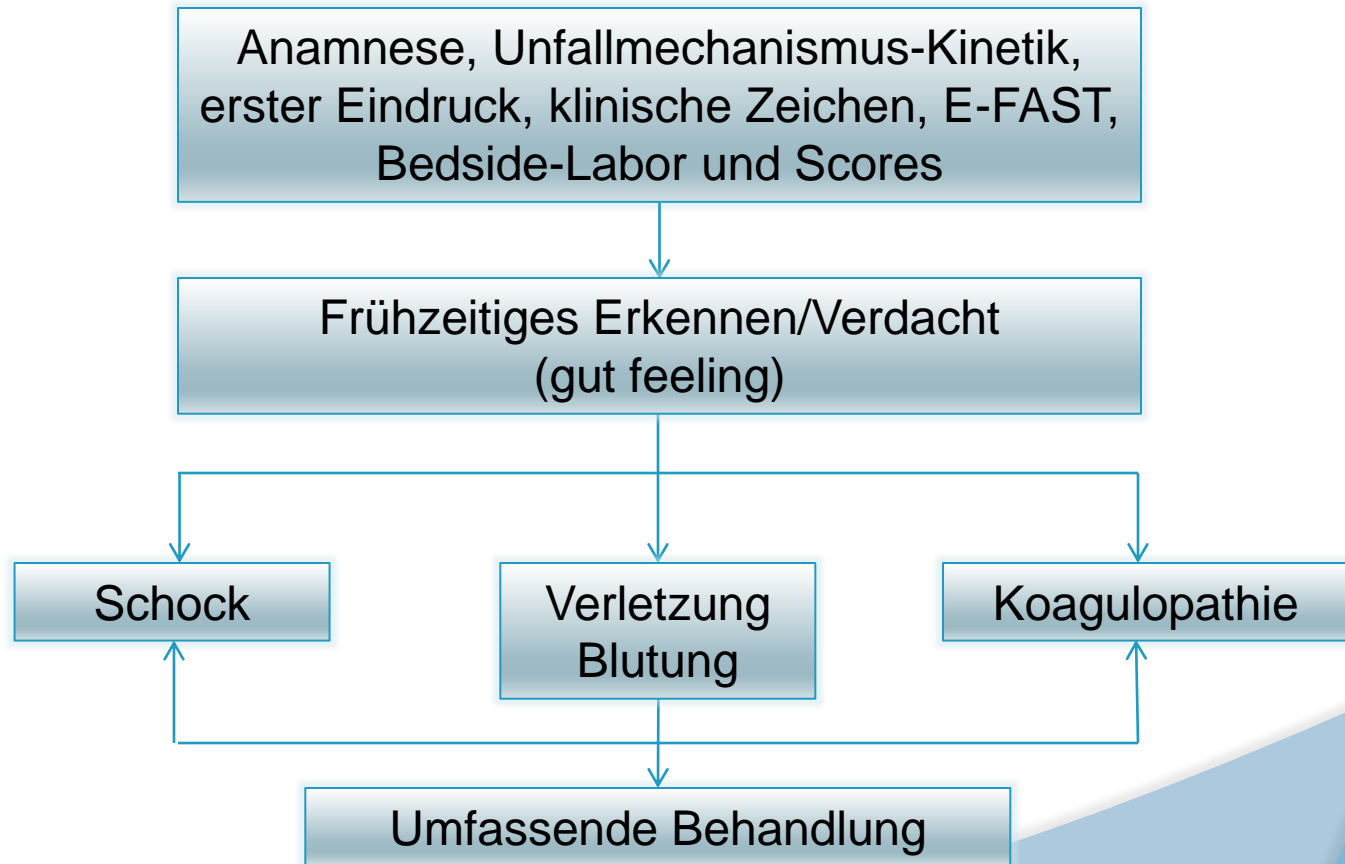 Anamnese, Unfallmechanismus-Kinetik,
erster Eindruck, klinische Zeichen, E-FAST,
Bedside-Labor und Scores
Frühzeitiges Erkennen/Verdacht
(gut feeling)
Schock
Verletzung
Blutung
Koagulopathie
Umfassende Behandlung